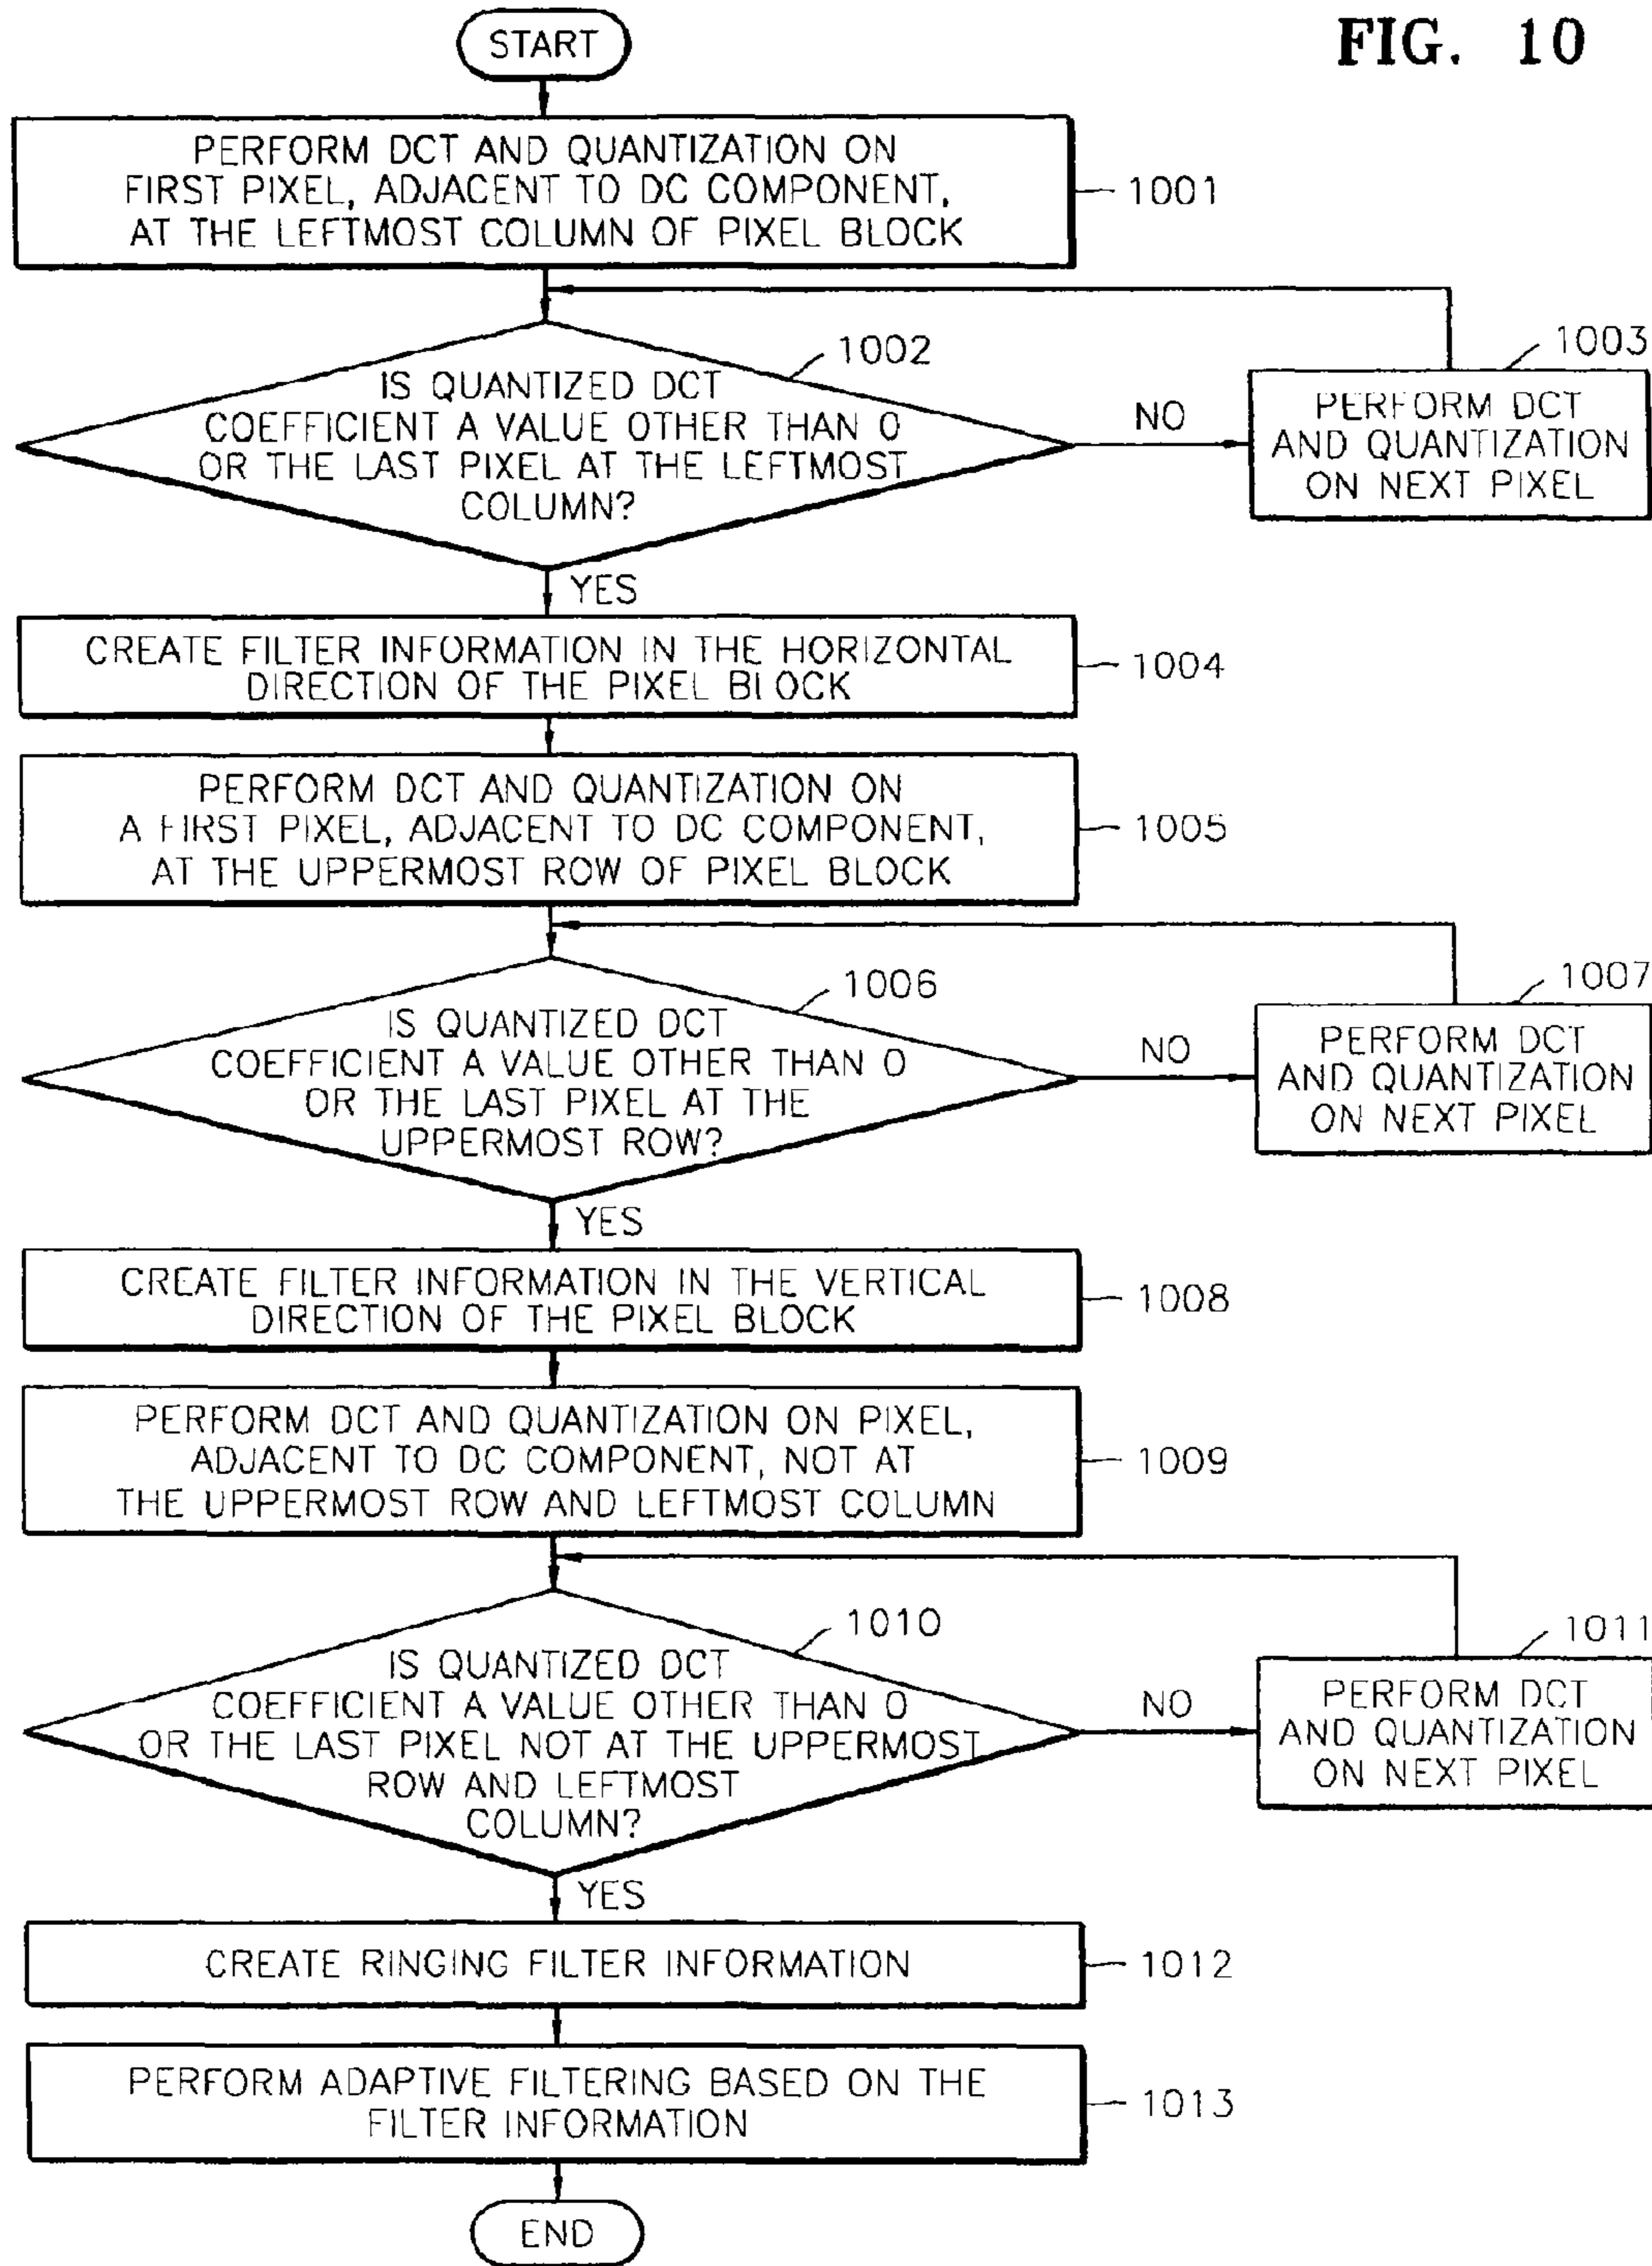 FIG. 10
START
PERFORM DCT AND QUANTIZATION ON
FIRST PIXEL, ADJACENT TO DC COMPONENT,
AT THE LEFTMOST COLUMN OF PIXEL BLOCK
1001
1002
IS QUANTIZED DCT
COEFFICIENT A VALUE OTHER THAN 0
OR THE LAST PIXEL AT THE LEFTMOST
COLUMN?
NO
1003
PERFORM DCT
AND QUANTIZATION
ON NEXT PIXEL
YES
CREATE FILTER INFORMATION IN THE HORIZONTAL
DIRECTION OF THE PIXEL BLOCK
1004
PERFORM DCT AND QUANTIZATION ON
A FIRST PIXEL, ADJACENT TO DC COMPONENT,
AT THE UPPERMOST ROW OF PIXEL BLOCK
1005
1006
IS QUANTIZED DCT
COEFFICIENT A VALUE OTHER THAN 0
OR THE LAST PIXEL AT THE
UPPERMOST ROW?
NO
1007
PERFORM DCT
AND QUANTIZATION
ON NEXT PIXEL
YES
CREATE FILTER INFORMATION IN THE VERTICAL
DIRECTION OF THE PIXEL BLOCK
1008
PERFORM DCT AND QUANTIZATION ON PIXEL,
ADJACENT TO DC COMPONENT, NOT AT
THE UPPERMOST ROW AND LEFTMOST COLUMN
1009
1010
IS QUANTIZED DCT
COEFFICIENT A VALUE OTHER THAN 0
OR THE LAST PIXEL NOT AT THE UPPERMOST
ROW AND LEFTMOST
COLUMN?
NO
1011
PERFORM DCT
AND QUANTIZATION
ON NEXT PIXEL
YES
CREATE RINGING FILTER INFORMATION
1012
PERFORM ADAPTIVE FILTERING BASED ON THE
FILTER INFORMATION
1013
END